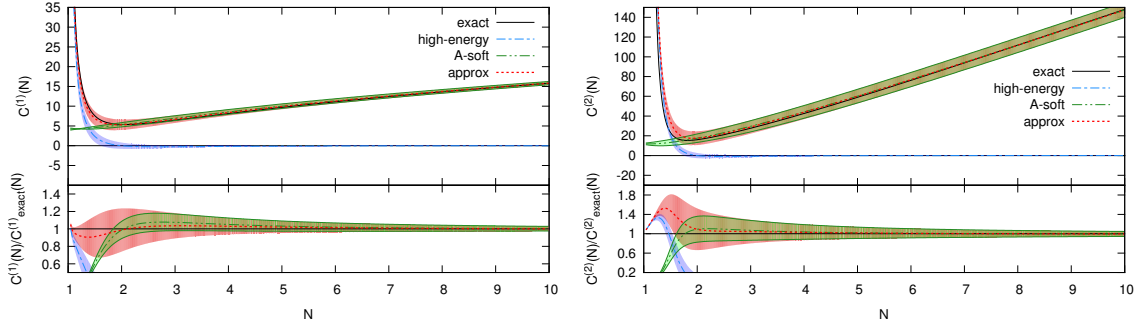 C(1)(N)
35
30
25
20
15
10
5
0
-5
exact
high-energy
A-soft
approx
C(1)(N)/C(1)exact(N)
1.4
1.2
1
0.8
0.6
1 2 3 4 5 6 7 8 9 10
N
C(2)(N)
140
120
100
80
60
40
20
0
-20
exact
high-energy
A-soft
approx
C(2)(N)/C(2)exact(N)
1.8
1.4
1
0.6
0.2
1 2 3 4 5 6 7 8 9 10
N